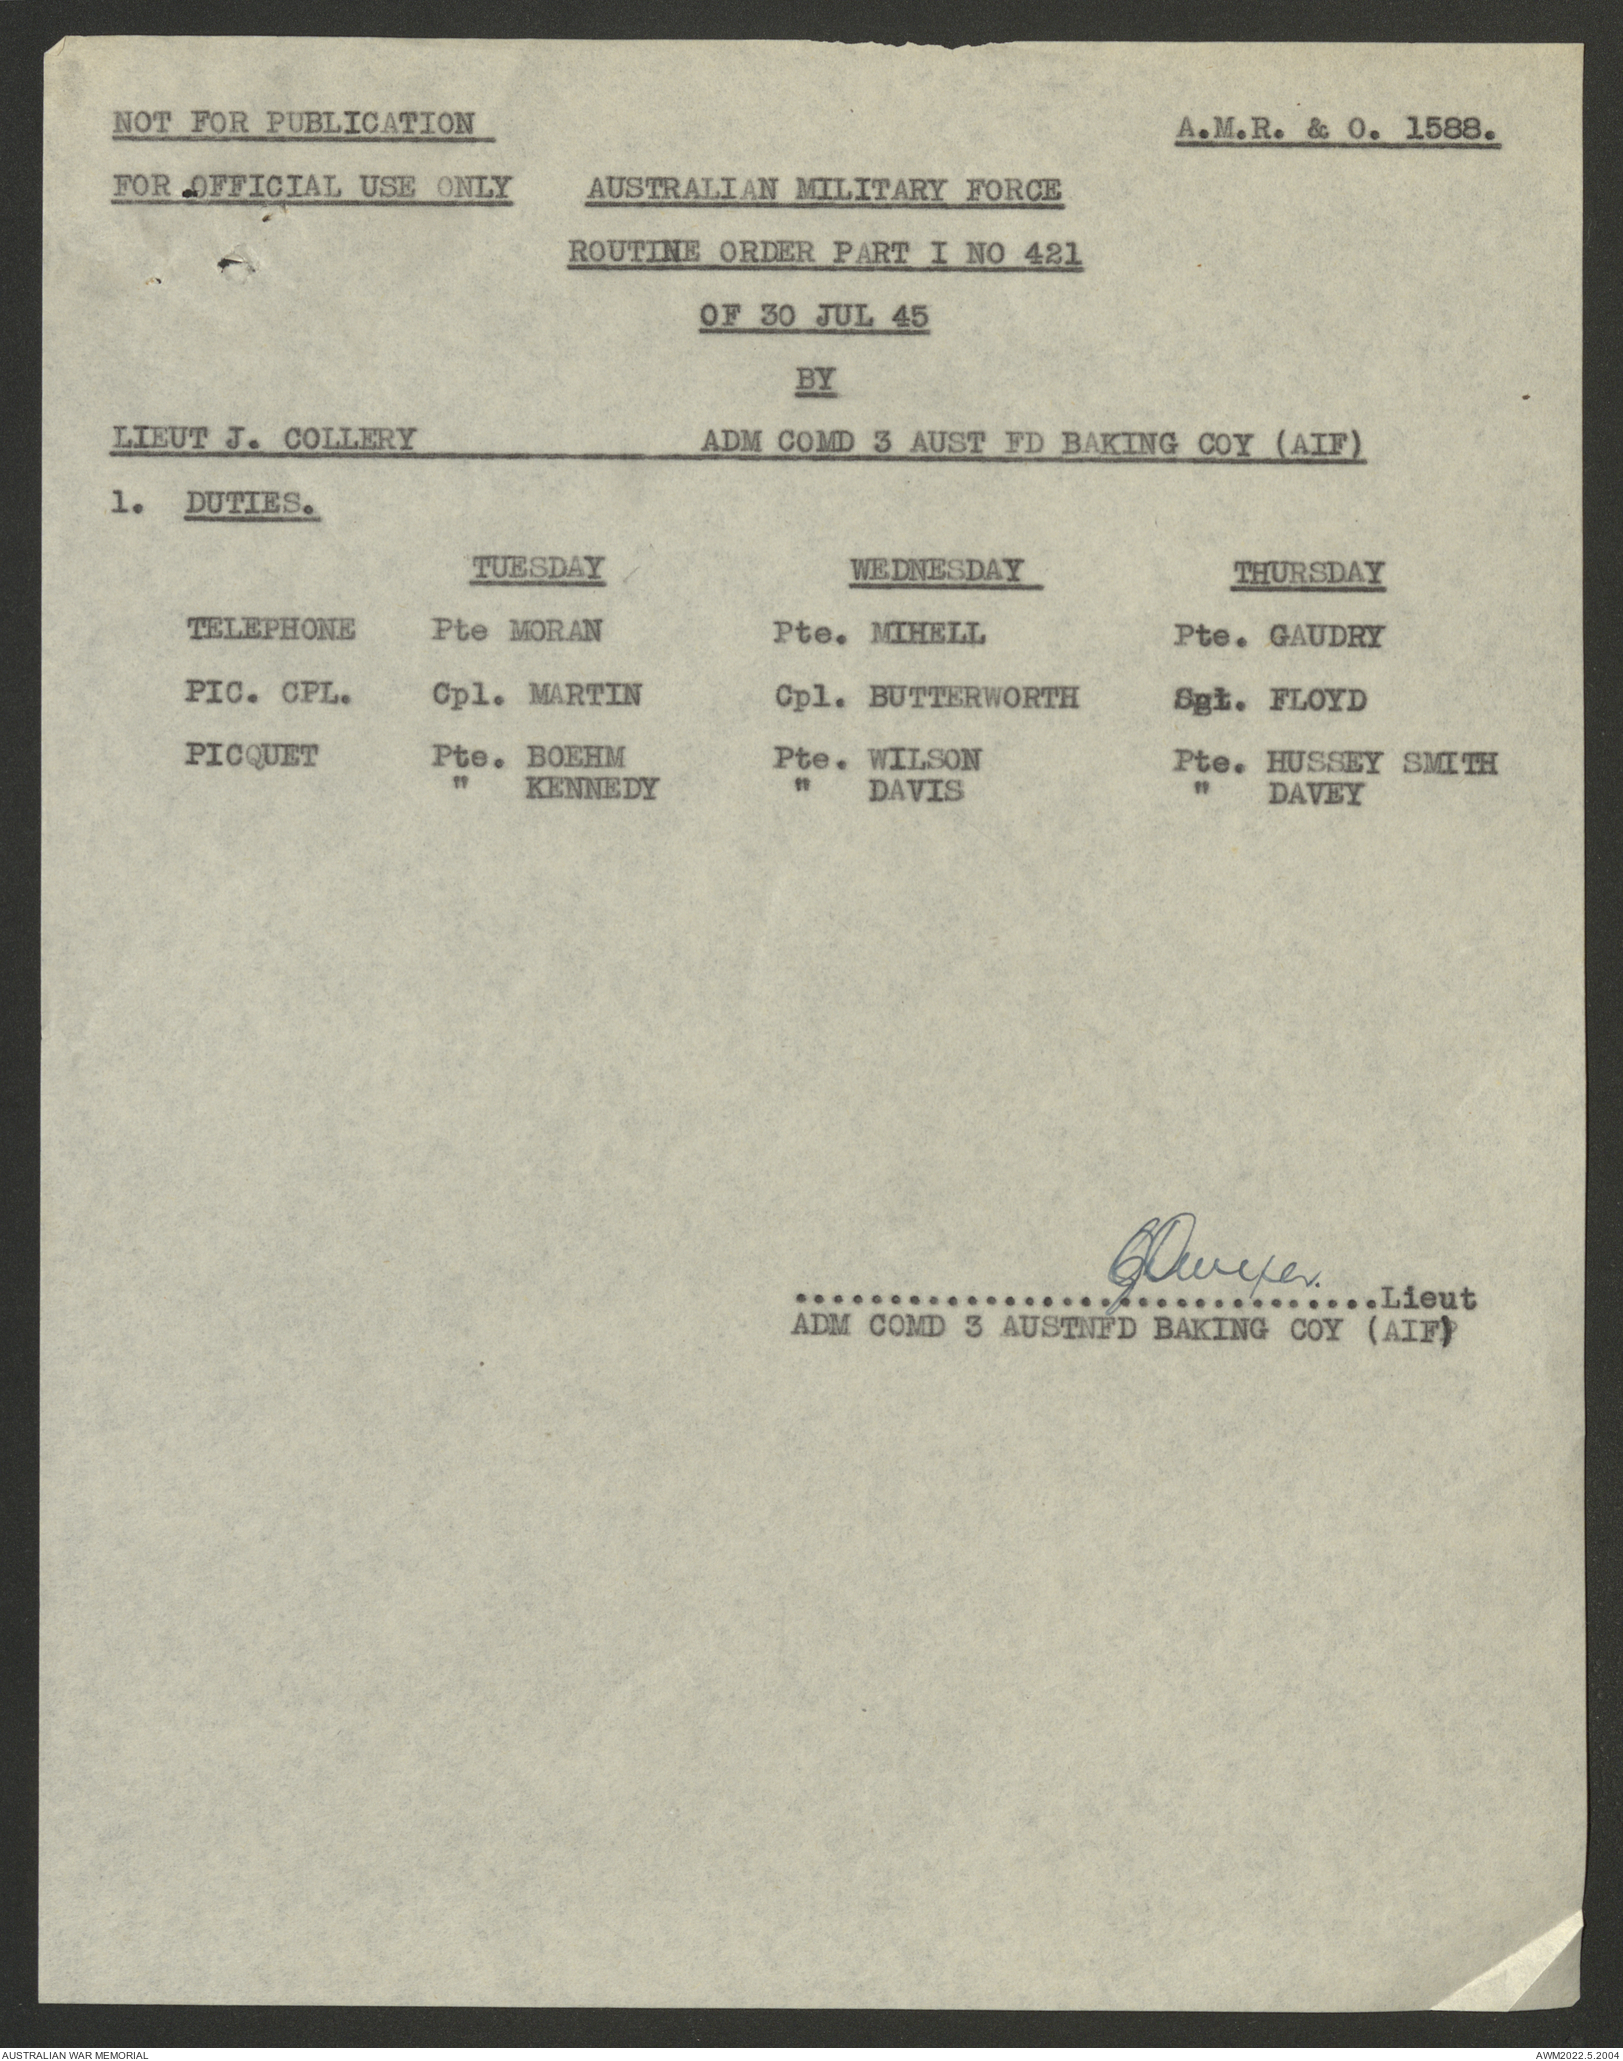 NOT FOR PUBLICATION A.M.R. & O. 1588.
FOR OFFICIAL USE ONLY AUSTRALIAN MILITARY FORCE
ROUTINE ORDER PART I NO 421
OF 30 JUL 45
BY
LIEUT J. COLLERY ADM COMD 3 AUST FD BAKING COY (AIF)
1. DUTIES.
TUESDAY WEDNESDAY THURSDAY
TELEPHONE Pte MORAN Pte. MIHELL Pte. GAUDRY
PIC. CPL. Cpl. MARTIN Cpl. BUTTERWORTH Sgt. FLOYD
PICQUET Pte. BOEHM Pte. WILSON Pte. HUSSEY SMITH
" KENNEDY " DAVIS " DAVEY
.....................................Lieut
ADM COMD 3 AUSTNFD BAKING COY (AIF)
AUSTRALIAN WAR MEMORIAL AWM2022.5.2004